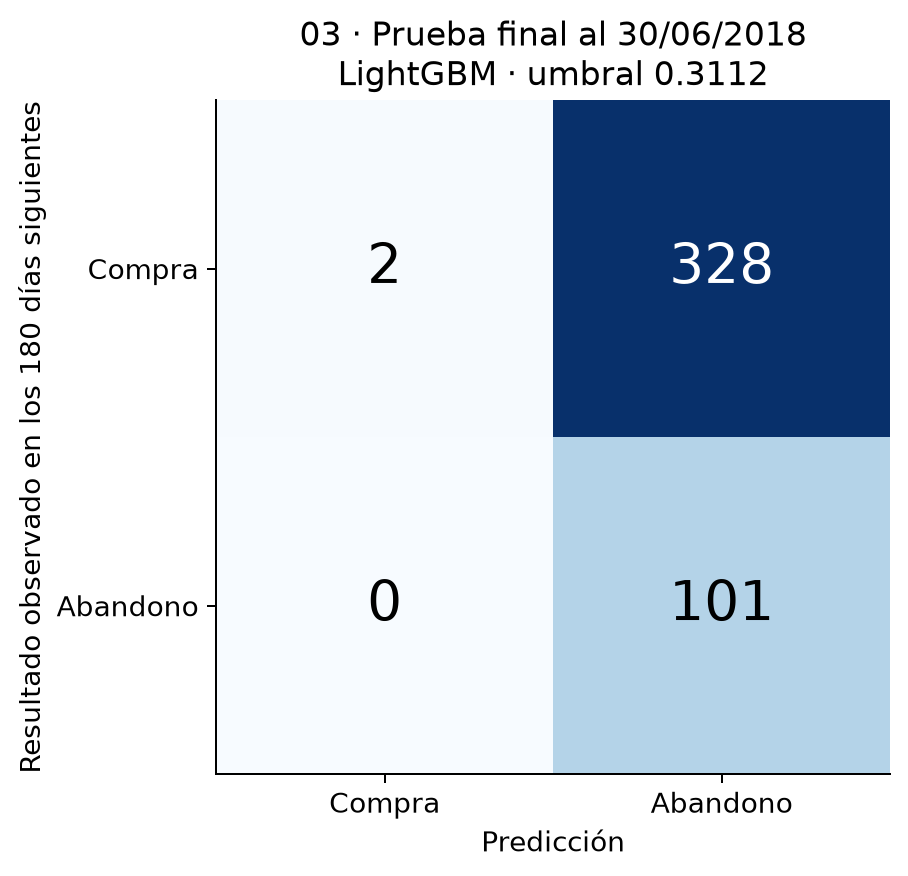 03 · Prueba final al 30/06/2018
LightGBM · umbral 0.3112
Resultado observado en los 180 días siguientes
Compra
2
328
Abandono
0
101
Compra
Abandono
Predicción